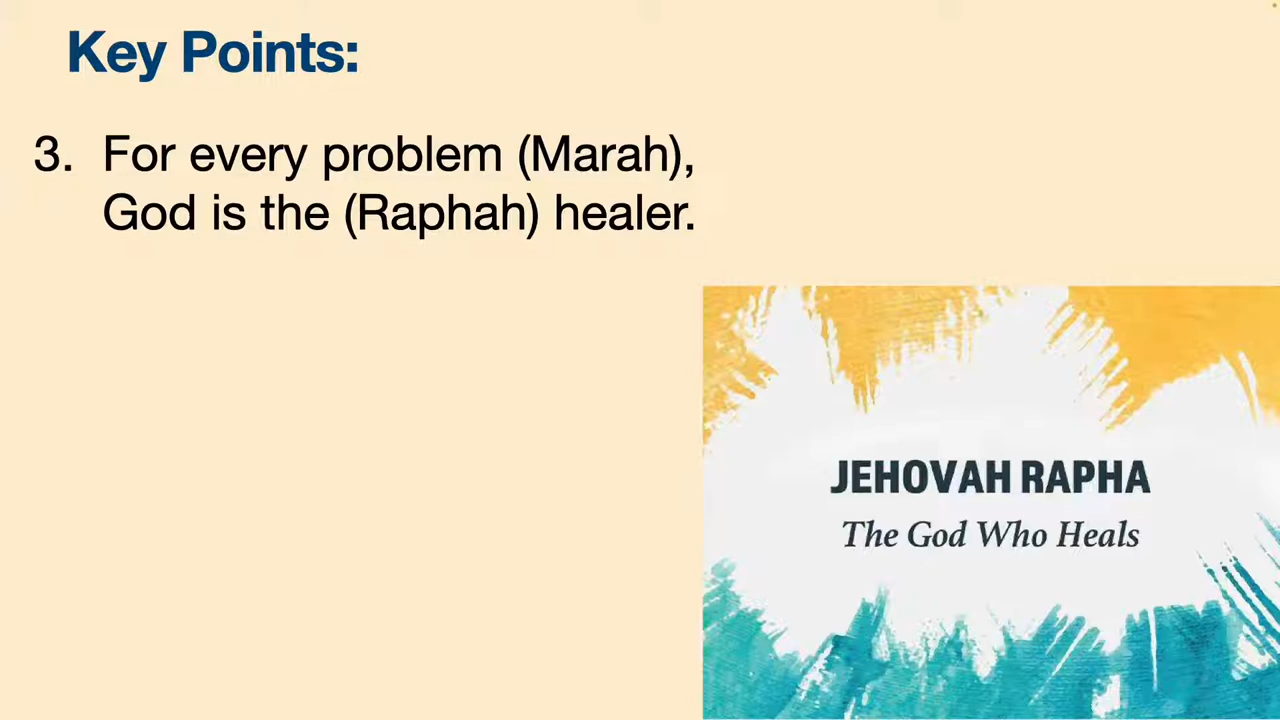 Key Points:
3. For every problem (Marah),
God is the (Raphah) healer.
JEHOVAH RAPHA
The God Who Heals